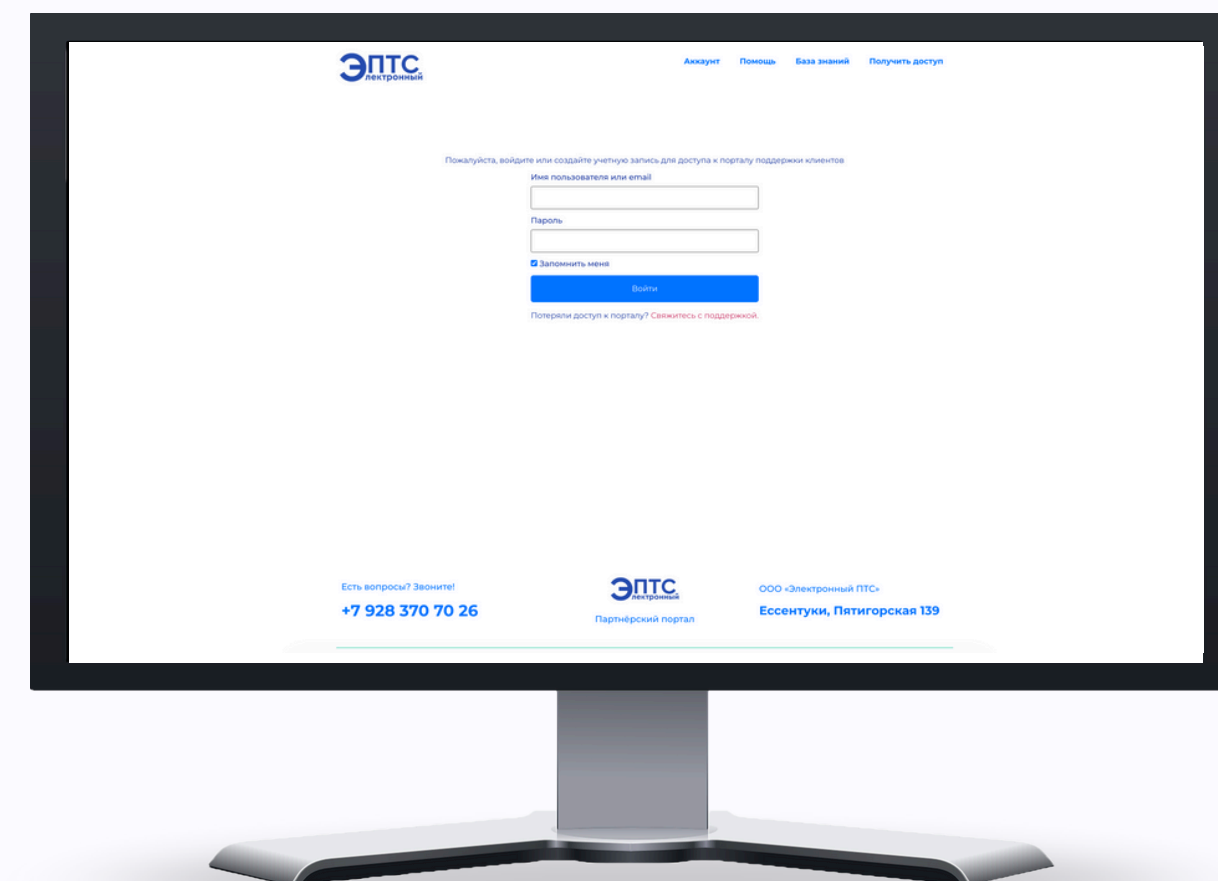 ЭПТС
лектронный
Аккаунт Помощь База знаний Получить доступ
Пожалуйста, войдите или создайте учетную запись для доступа к порталу поддержки клиентов
Имя пользователя или email
Пароль
Запомнить меня
Войти
Потеряли доступ к порталу? Свяжитесь с поддержкой.
Есть вопросы? Звоните!
+7 928 370 70 26
ЭПТС
лектронный
Партнёрский портал
ООО «Электронный ПТС»
Ессентуки, Пятигорская 139